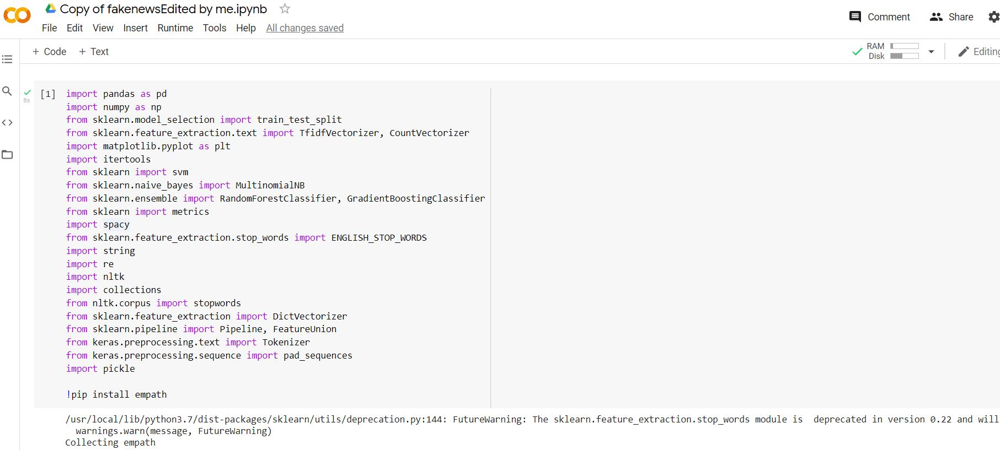 Copy of fakenewsEdited by me.ipynb
File Edit View Insert Runtime Tools Help All changes saved
Comment Share
+ Code + Text
RAM
Disk
Editing
[1] import pandas as pd
8s
import numpy as np
from sklearn.model_selection import train_test_split
from sklearn.feature_extraction.text import TfidfVectorizer, CountVectorizer
import matplotlib.pyplot as plt
import itertools
from sklearn import svm
from sklearn.naive_bayes import MultinomialNB
from sklearn.ensemble import RandomForestClassifier, GradientBoostingClassifier
from sklearn import metrics
import spacy
from sklearn.feature_extraction.stop_words import ENGLISH_STOP_WORDS
import string
import re
import nltk
import collections
from nltk.corpus import stopwords
from sklearn.feature_extraction import DictVectorizer
from sklearn.pipeline import Pipeline, FeatureUnion
from keras.preprocessing.text import Tokenizer
from keras.preprocessing.sequence import pad_sequences
import pickle
!pip install empath
/usr/local/lib/python3.7/dist-packages/sklearn/utils/deprecation.py:144: FutureWarning: The sklearn.feature_extraction.stop_words module is  deprecated in version 0.22 and will
warnings.warn(message, FutureWarning)
Collecting empath